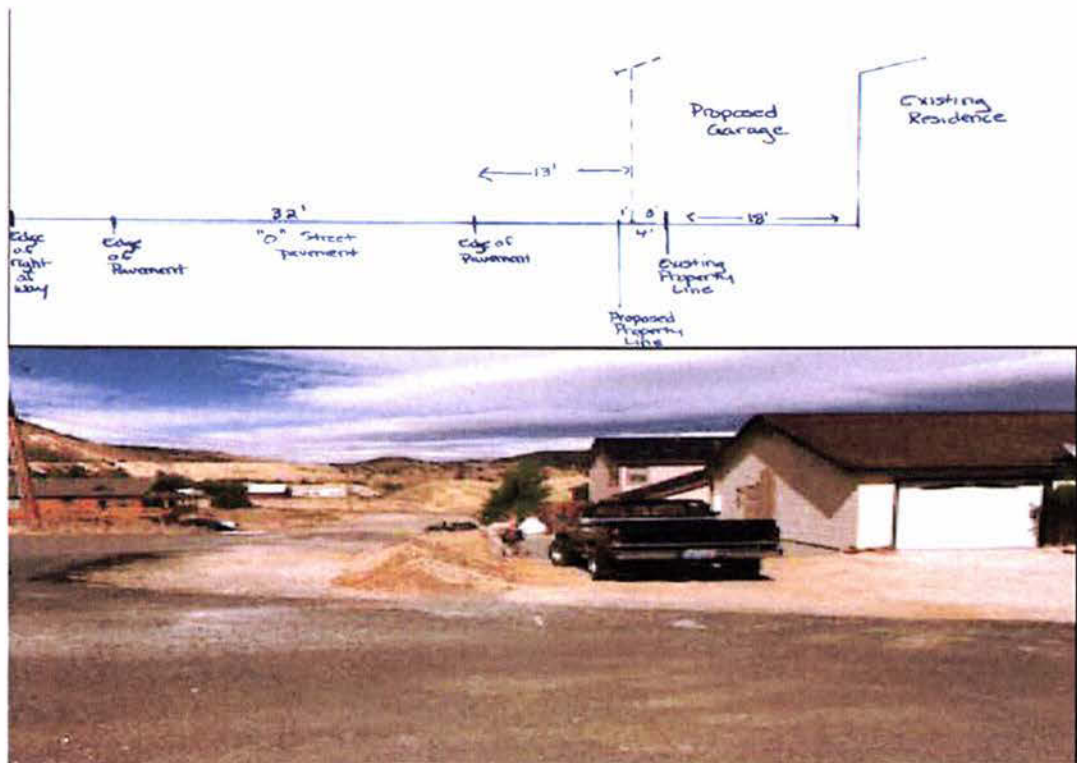 Proposed
Garage
Existing
Residence
13'
32'
1'
4'
18'
"O" Street
Pavement
Edge
of
right
of
way
Edge
of
Pavement
Edge of
Pavement
Existing
Property
Line
Proposed
Property
Line